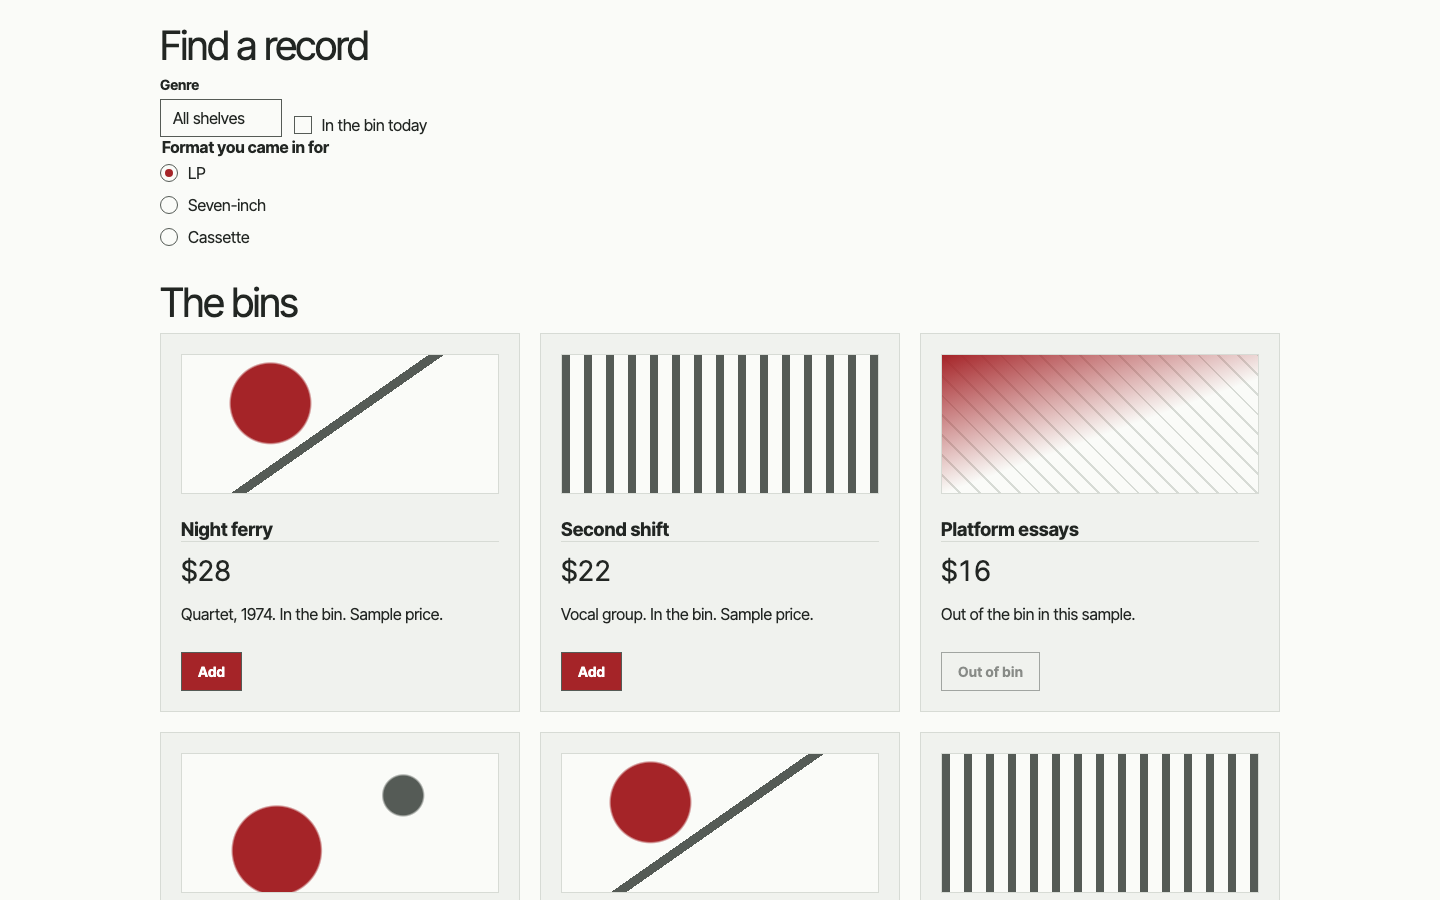 Find a record
Genre
All shelves
In the bin today
Format you came in for
LP
Seven-inch
Cassette
The bins
Night ferry
$28
Quartet, 1974. In the bin. Sample price.
Add
Second shift
$22
Vocal group. In the bin. Sample price.
Add
Platform essays
$16
Out of the bin in this sample.
Out of bin